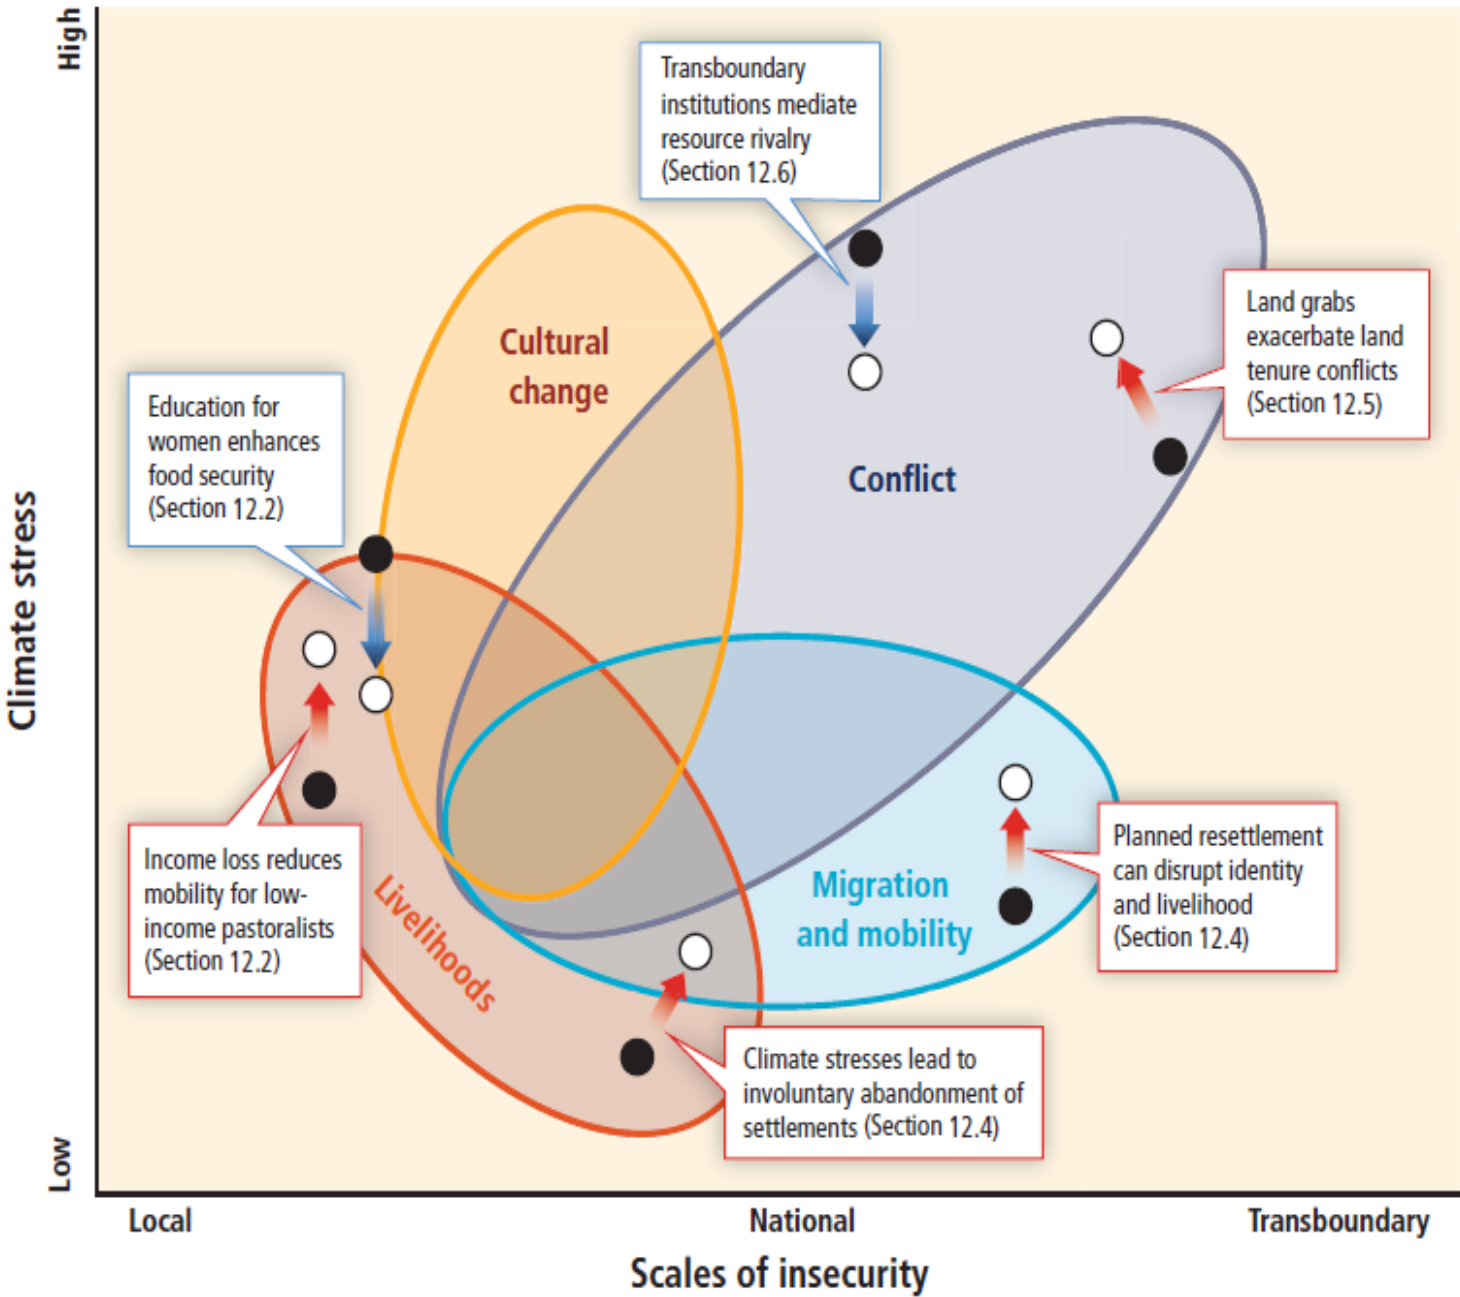 High
Transboundary
institutions mediate
resource rivalry
(Section 12.6)
Land grabs
exacerbate land
tenure conflicts
(Section 12.5)
Cultural
change
Education for
women enhances
food security
(Section 12.2)
Conflict
Climate stress
Income loss reduces
mobility for low-
income pastoralists
(Section 12.2)
Livelihoods
Migration
and mobility
Planned resettlement
can disrupt identity
and livelihood
(Section 12.4)
Climate stresses lead to
involuntary abandonment of
settlements (Section 12.4)
Low
Local
National
Transboundary
Scales of insecurity